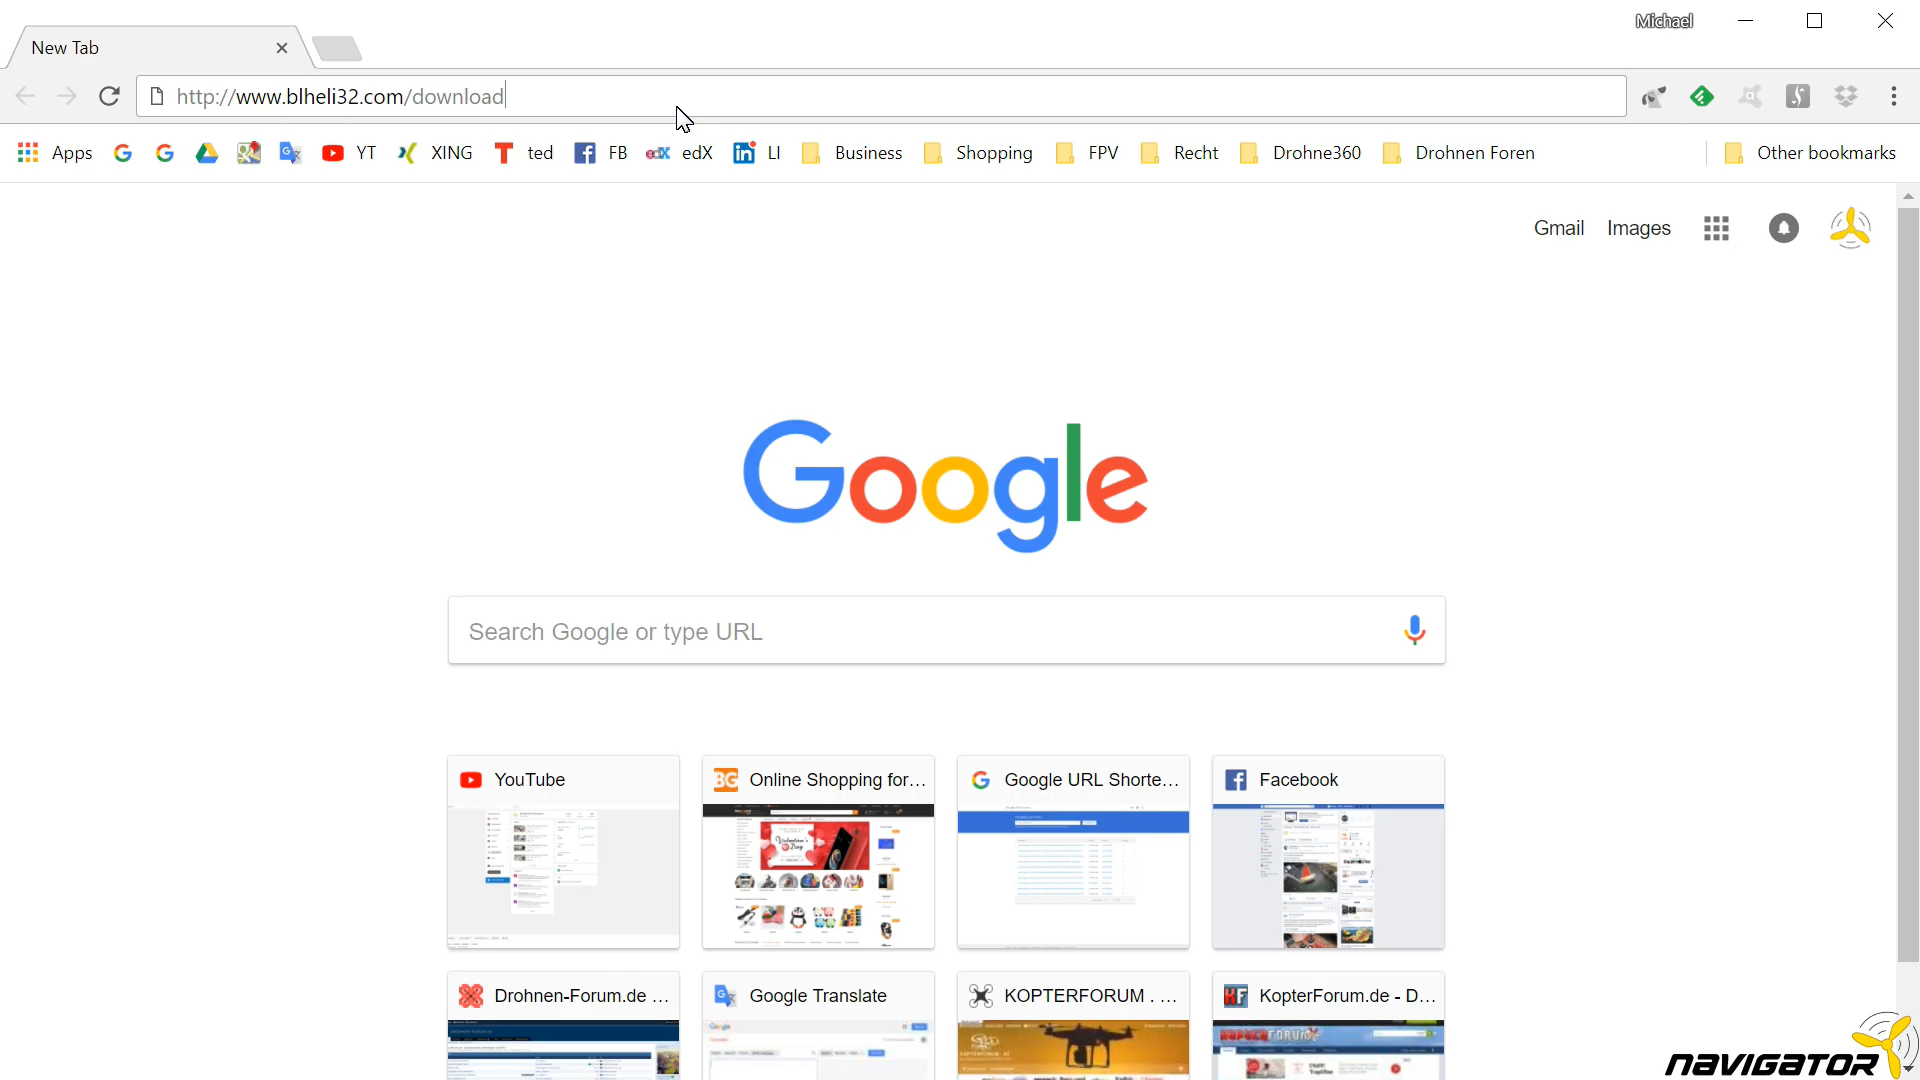 Michael
New Tab
http://www.blheli32.com/download
Apps YT XING ted FB edX LI Business Shopping FPV Recht Drohne360 Drohnen Foren Other bookmarks
Gmail Images
Google
Search Google or type URL
YouTube Online Shopping for... Google URL Shorte... Facebook
Drohnen-Forum.de ... Google Translate KOPTERFORUM . ... KopterForum.de - D...
NAVIGATOR